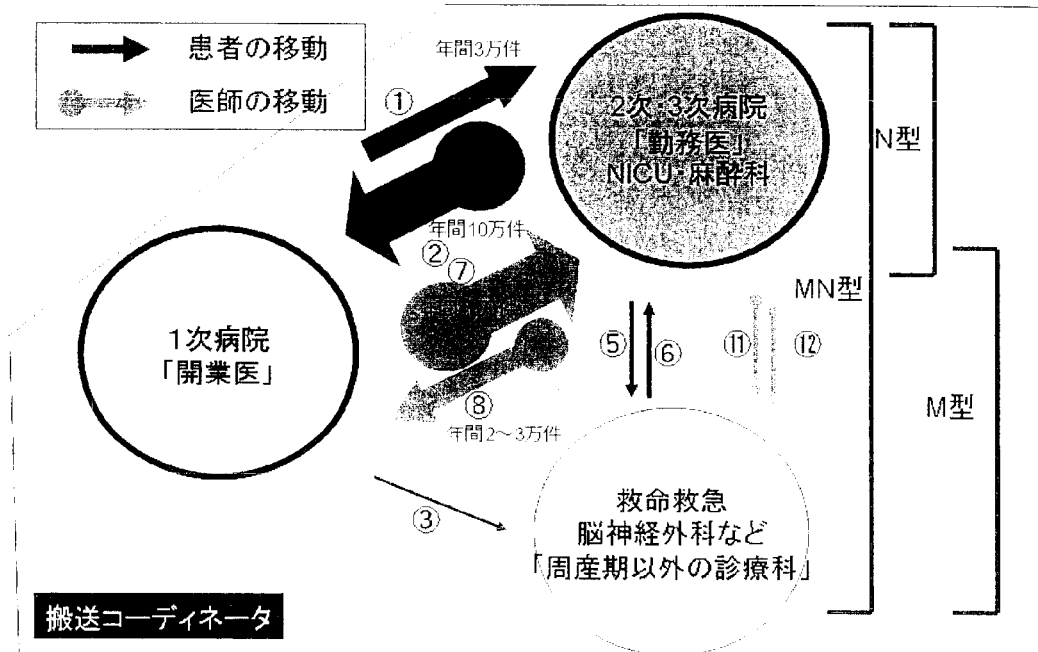 患者の移動
医師の移動
年間3万件
①
2次・3次病院
「勤務医」
NICU・麻酔科
N型
年間10万件
②
⑦
MN型
1次病院
「開業医」
⑤
⑥
⑪
⑫
⑧
年間2～3万件
M型
③
救命救急
脳神経外科など
「周産期以外の診療科」
搬送コーディネータ